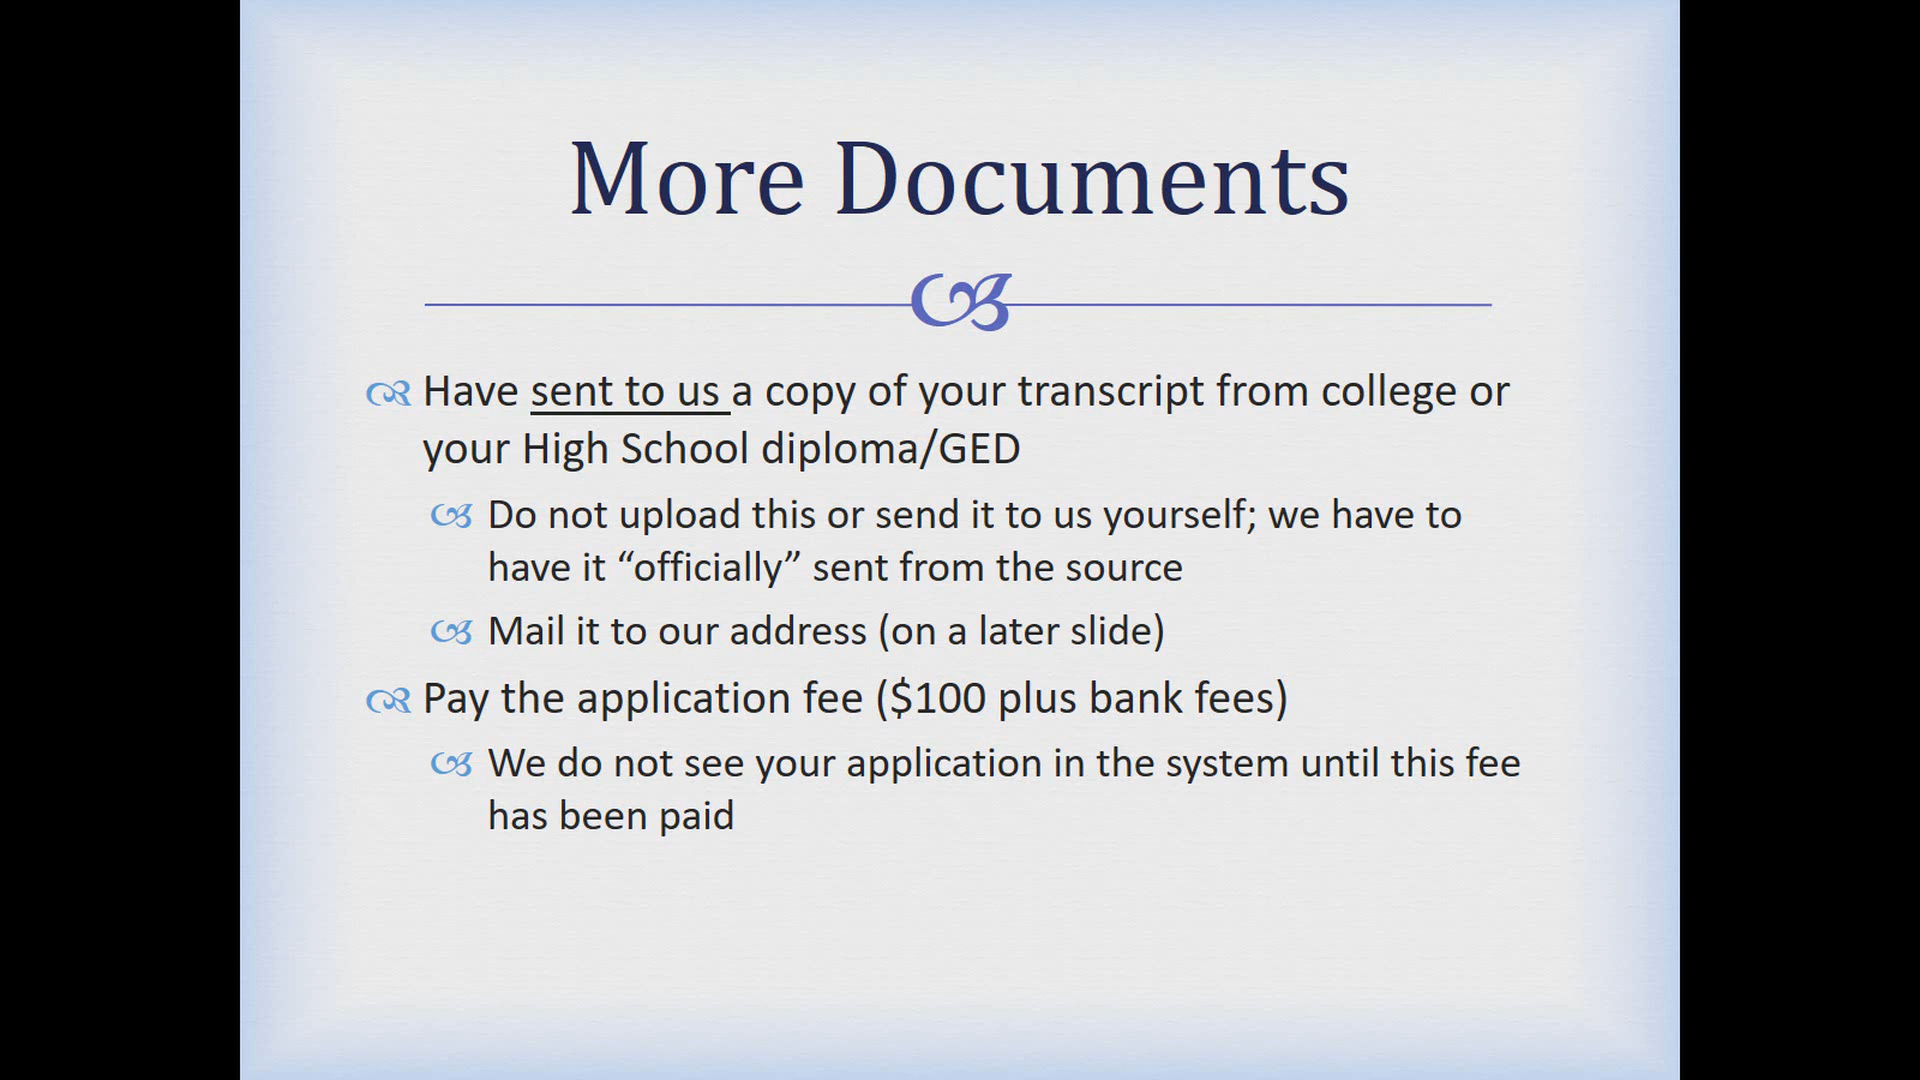 More Documents
Have sent to us a copy of your transcript from college or
your High School diploma/GED
Do not upload this or send it to us yourself; we have to
have it “officially” sent from the source
Mail it to our address (on a later slide)
Pay the application fee ($100 plus bank fees)
We do not see your application in the system until this fee
has been paid